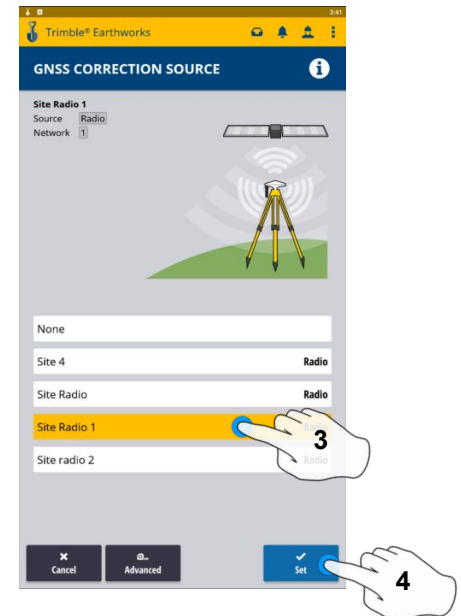 3:41
Trimble® Earthworks
GNSS CORRECTION SOURCE
Site Radio 1
Source Radio
Network 1
None
Site 4 Radio
Site Radio Radio
Site Radio 1 Radio
3
Site radio 2 Radio
Cancel Advanced Set
4